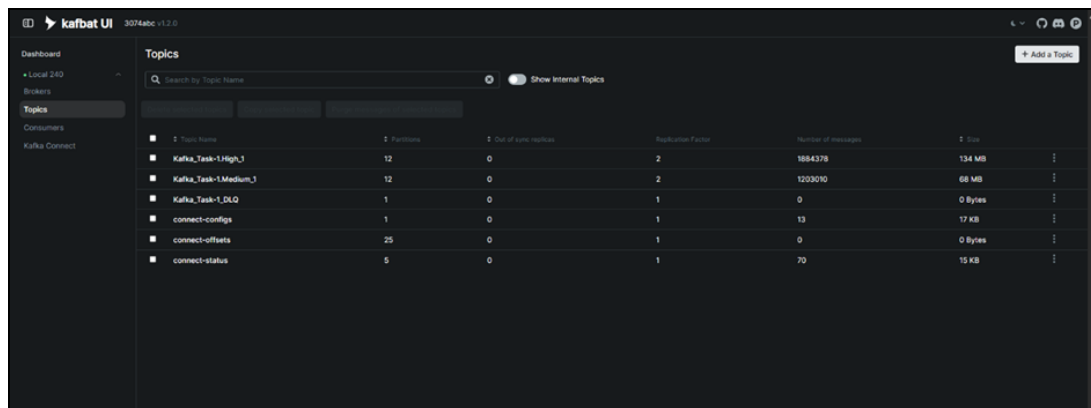 kafbat UI 3074abc v1.2.0
Dashboard
Local 240
Brokers
Topics
Consumers
Kafka Connect
Topics
+ Add a Topic
Search by Topic Name
Show Internal Topics
Topic Name Partitions Out of sync replicas Replication Factor Number of messages Size
Kafka_Task-1.High_1 12 0 2 1884378 134 MB
Kafka_Task-1.Medium_1 12 0 2 1203010 68 MB
Kafka_Task-1_DLQ 1 0 1 0 0 Bytes
connect-configs 1 0 1 13 17 KB
connect-offsets 25 0 1 0 0 Bytes
connect-status 5 0 1 70 15 KB